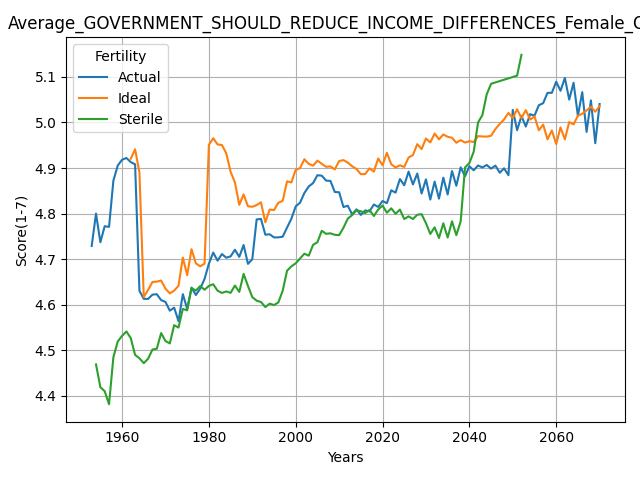 Average_GOVERNMENT_SHOULD_REDUCE_INCOME_DIFFERENCES_Female_
Fertility
Actual
Ideal
Sterile
5.1
5.0
4.9
4.8
4.7
4.6
4.5
4.4
Score(1-7)
1960 1980 2000 2020 2040 2060
Years